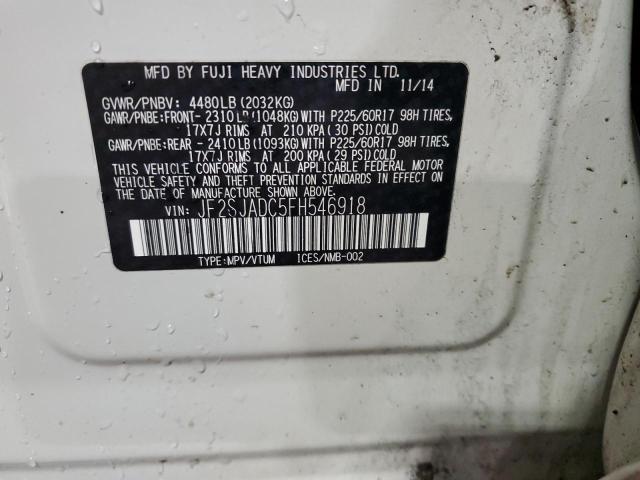 MFD BY FUJI HEAVY INDUSTRIES LTD.
MFD IN 11/14
GVWR/PNBV: 4480LB(2032KG)
GAWR/PNBE:FRONT- 2310LB(1048KG)WITH P225/60R17 98H TIRES,
17X7J RIMS AT 210 KPA(30 PSI)COLD
GAWR/PNBE:REAR - 2410LB(1093KG)WITH P225/60R17 98H TIRES,
17X7J RIMS AT 200 KPA(29 PSI)COLD
THIS VEHICLE CONFORMS TO ALL APPLICABLE FEDERAL MOTOR
VEHICLE SAFETY AND THEFT PREVENTION STANDARDS IN EFFECT ON
THE DATE OF MANUFACTURE SHOWN ABOVE.
VIN: JF2SJADC5FH546918
TYPE:MPV/VTUM ICES/NMB-002